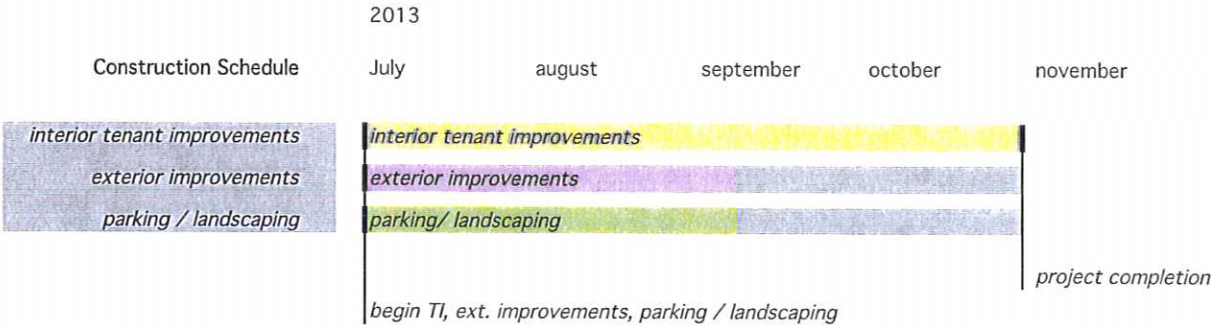 2013
Construction Schedule July august september october november
interior tenant improvements interior tenant improvements
exterior improvements exterior improvements
parking / landscaping parking/ landscaping
project completion
begin TI, ext. improvements, parking / landscaping